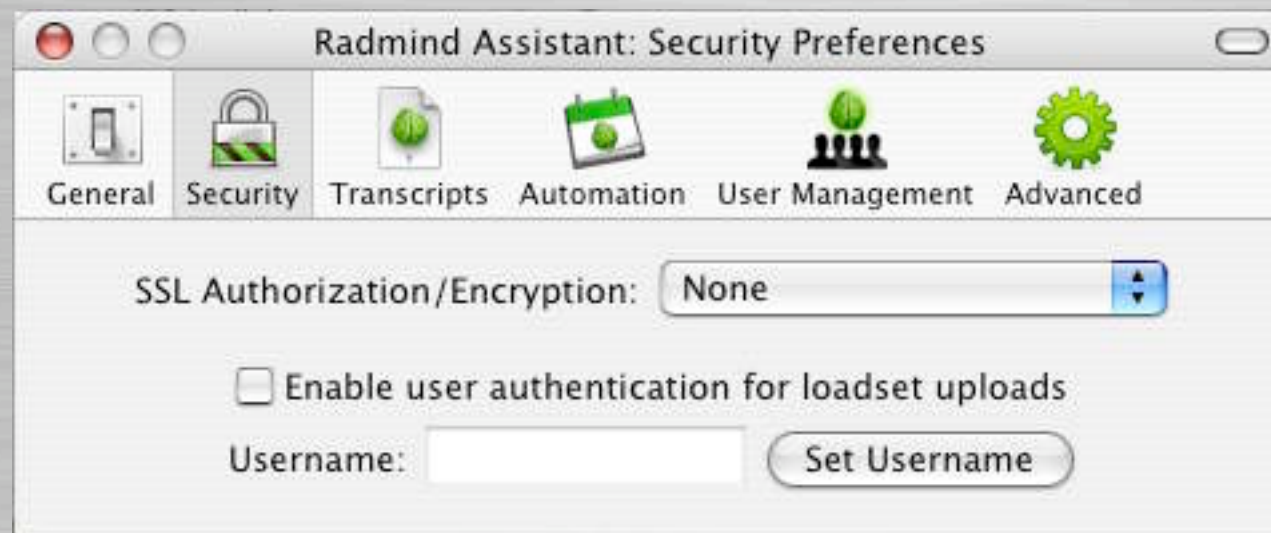 Radmind Assistant: Security Preferences
General Security Transcripts Automation User Management Advanced
SSL Authorization/Encryption: None
Enable user authentication for loadset uploads
Username: Set Username